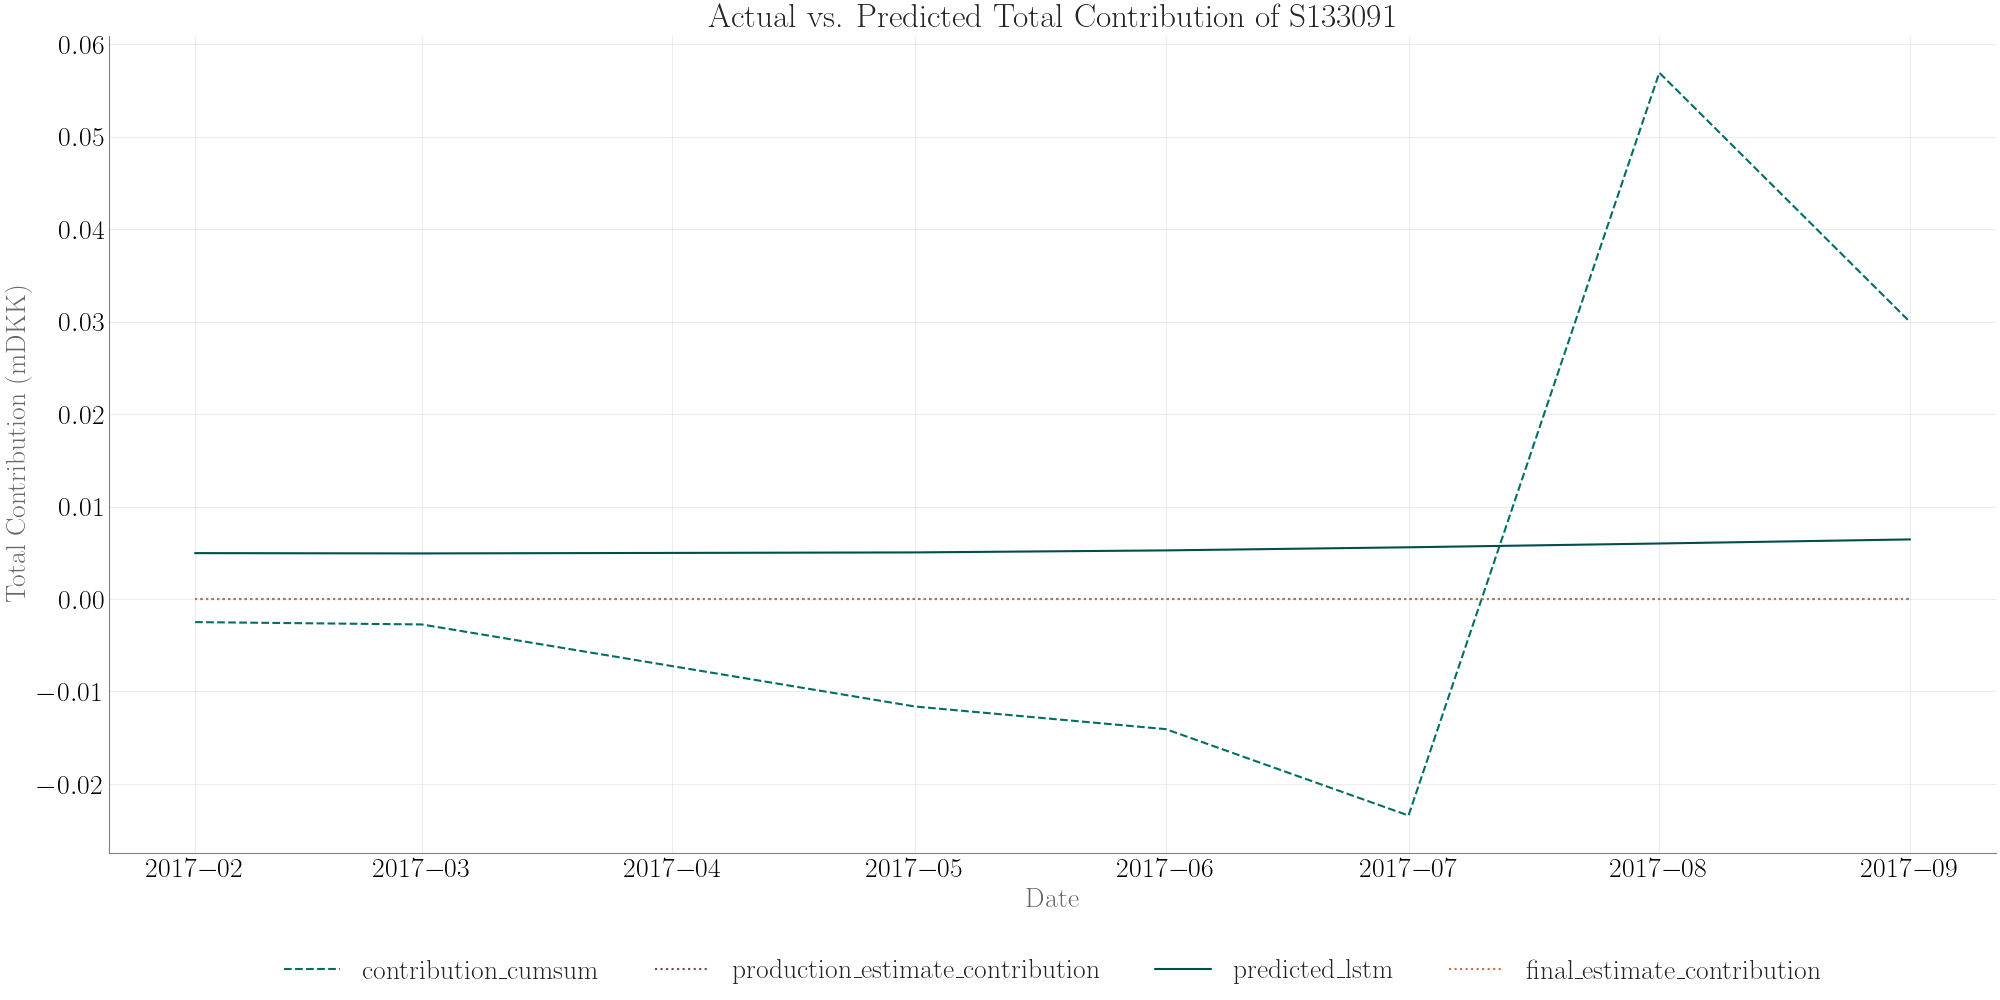 Actual vs. Predicted Total Contribution of S133091
Total Contribution (mDKK)
0.06
0.05
0.04
0.03
0.02
0.01
0.00
−0.01
−0.02
2017−02 2017−03 2017−04 2017−05 2017−06 2017−07 2017−08 2017−09
Date
contribution_cumsum production_estimate_contribution predicted_lstm final_estimate_contribution